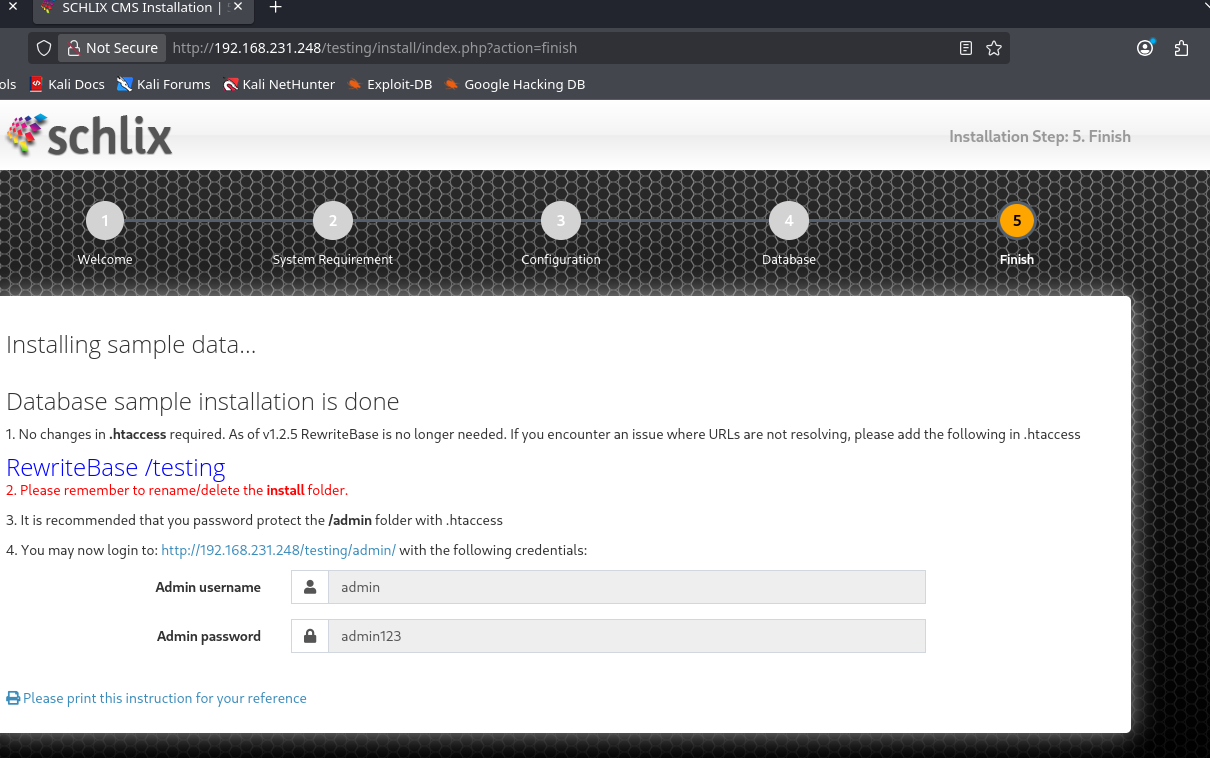 SCHLIX CMS Installation |
Not Secure http://192.168.231.248/testing/install/index.php?action=finish
ols Kali Docs Kali Forums Kali NetHunter Exploit-DB Google Hacking DB
schlix
Installation Step: 5. Finish
1 2 3 4 5
Welcome System Requirement Configuration Database Finish
Installing sample data...
Database sample installation is done
1. No changes in .htaccess required. As of v1.2.5 RewriteBase is no longer needed. If you encounter an issue where URLs are not resolving, please add the following in .htaccess
RewriteBase /testing
2. Please remember to rename/delete the install folder.
3. It is recommended that you password protect the /admin folder with .htaccess
4. You may now login to: http://192.168.231.248/testing/admin/ with the following credentials:
Admin username admin
Admin password admin123
Please print this instruction for your reference